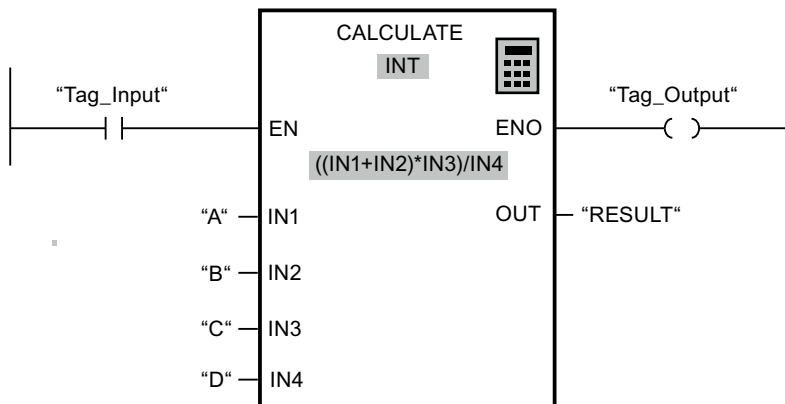 CALCULATE
INT
“Tag_Input“
“Tag_Output“
EN
ENO
((IN1+IN2)*IN3)/IN4
“A“
IN1
OUT
“RESULT“
“B“
IN2
“C“
IN3
“D“
IN4